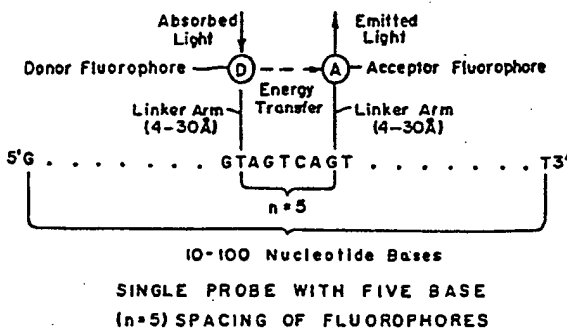 Absorbed Emitted
Light Light
Donor Fluorophore D A Acceptor Fluorophore
Energy
Transfer
Linker Arm Linker Arm
(4-30Å) (4-30Å)
5'G . . . . . . . GTAGTCAGT . . . . . . . T3'
n=5
10-100 Nucleotide Bases
SINGLE PROBE WITH FIVE BASE
(n=5) SPACING OF FLUOROPHORES